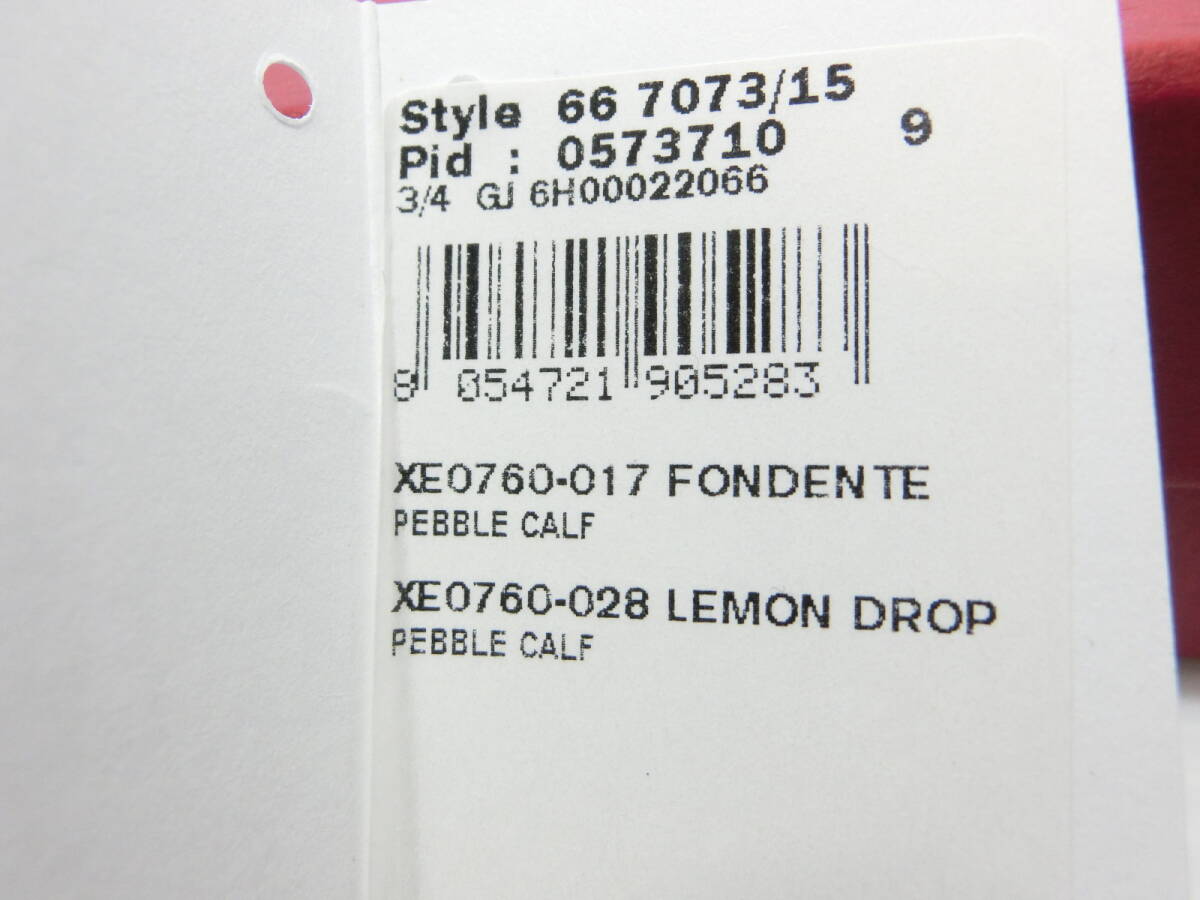 Style 66 7073/15
Pid : 0573710 9
3/4 GJ 6H00022066
8 054721 905283
XE0760-017 FONDENTE
PEBBLE CALF
XE0760-028 LEMON DROP
PEBBLE CALF